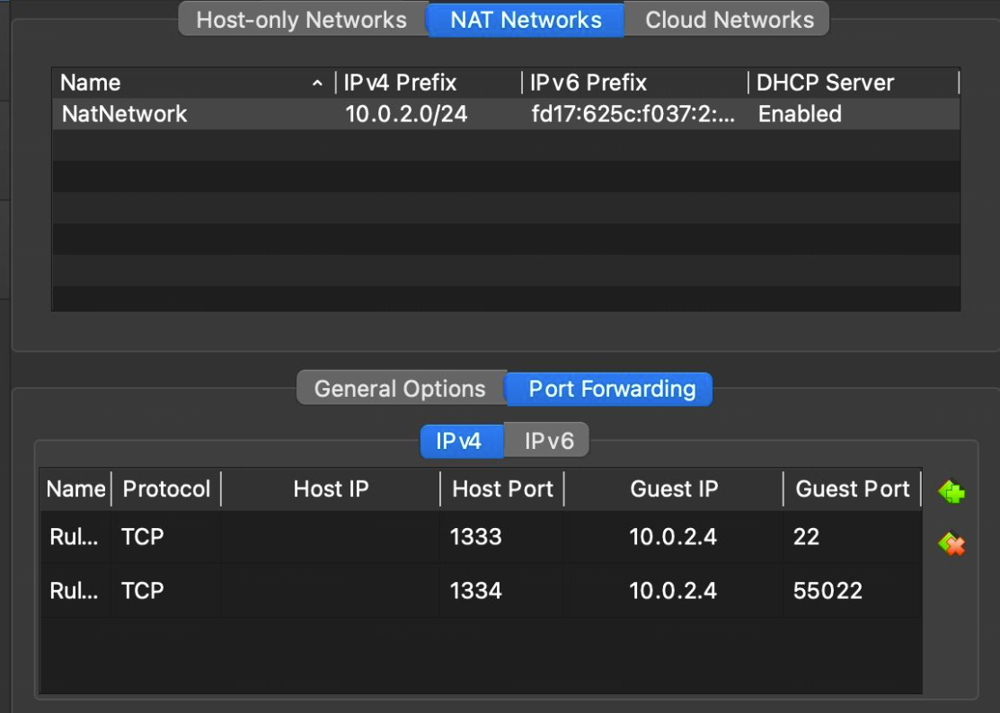 Host-only Networks NAT Networks Cloud Networks
Name IPv4 Prefix IPv6 Prefix DHCP Server
NatNetwork 10.0.2.0/24 fd17:625c:f037:2:... Enabled
General Options Port Forwarding
IPv4 IPv6
Name Protocol Host IP Host Port Guest IP Guest Port
Rul... TCP 1333 10.0.2.4 22
Rul... TCP 1334 10.0.2.4 55022